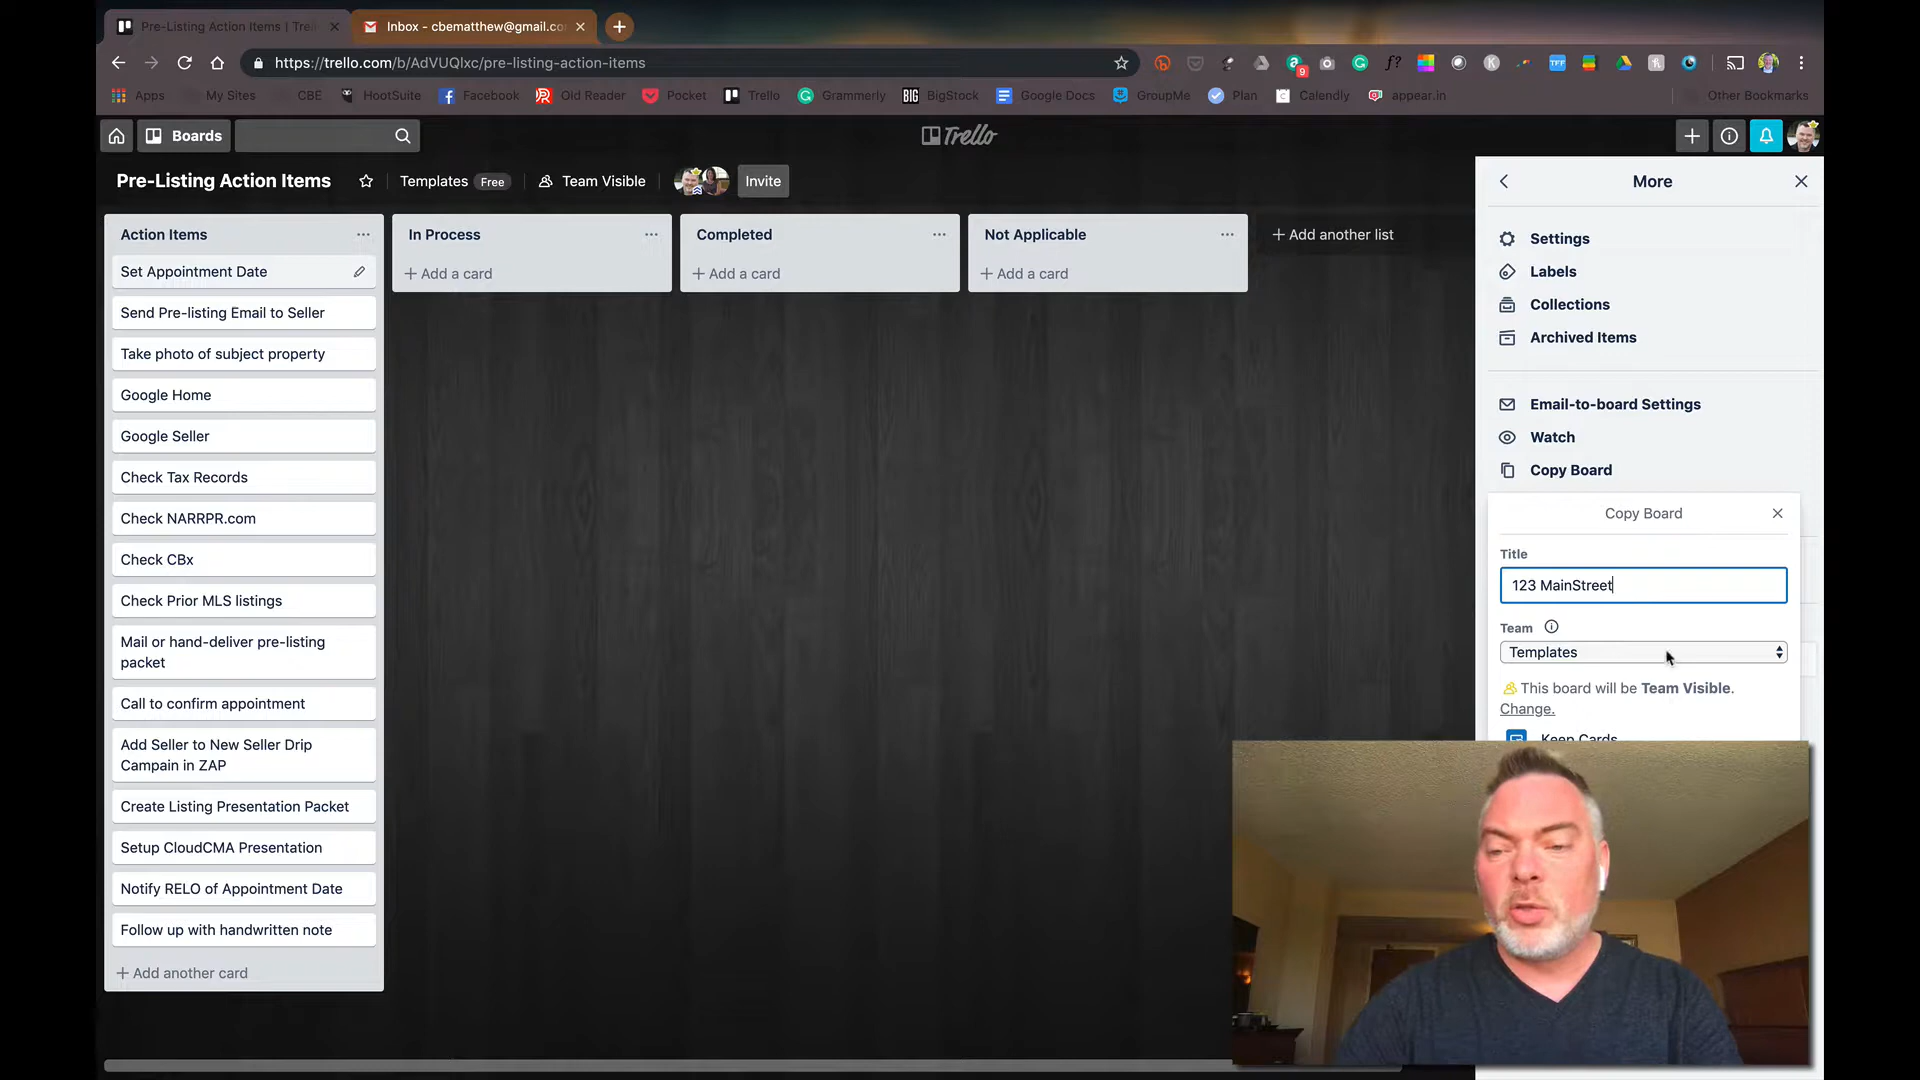 Pre-Listing Action Items | Trel
Inbox - cbematthew@gmail.co
https://trello.com/b/AdVUQlxc/pre-listing-action-items
9
f?
TFF
Apps
My Sites
CBE
HootSuite
Facebook
Old Reader
Pocket
Trello
Grammerly
BIG
BigStock
Google Docs
GroupMe
Plan
Calendly
appear.in
Other Bookmarks
Boards
Trello
Pre-Listing Action Items
Templates
Free
Team Visible
Invite
Action Items
Set Appointment Date
Send Pre-listing Email to Seller
Take photo of subject property
Google Home
Google Seller
Check Tax Records
Check NARRPR.com
Check CBx
Check Prior MLS listings
Mail or hand-deliver pre-listing
packet
Call to confirm appointment
Add Seller to New Seller Drip
Campain in ZAP
Create Listing Presentation Packet
Setup CloudCMA Presentation
Notify RELO of Appointment Date
Follow up with handwritten note
+ Add another card
In Process
+ Add a card
Completed
+ Add a card
Not Applicable
+ Add a card
+ Add another list
More
Settings
Labels
Collections
Archived Items
Email-to-board Settings
Watch
Copy Board
Copy Board
Title
123 MainStreet
Team
Templates
This board will be Team Visible.
Change.
Keep Cards